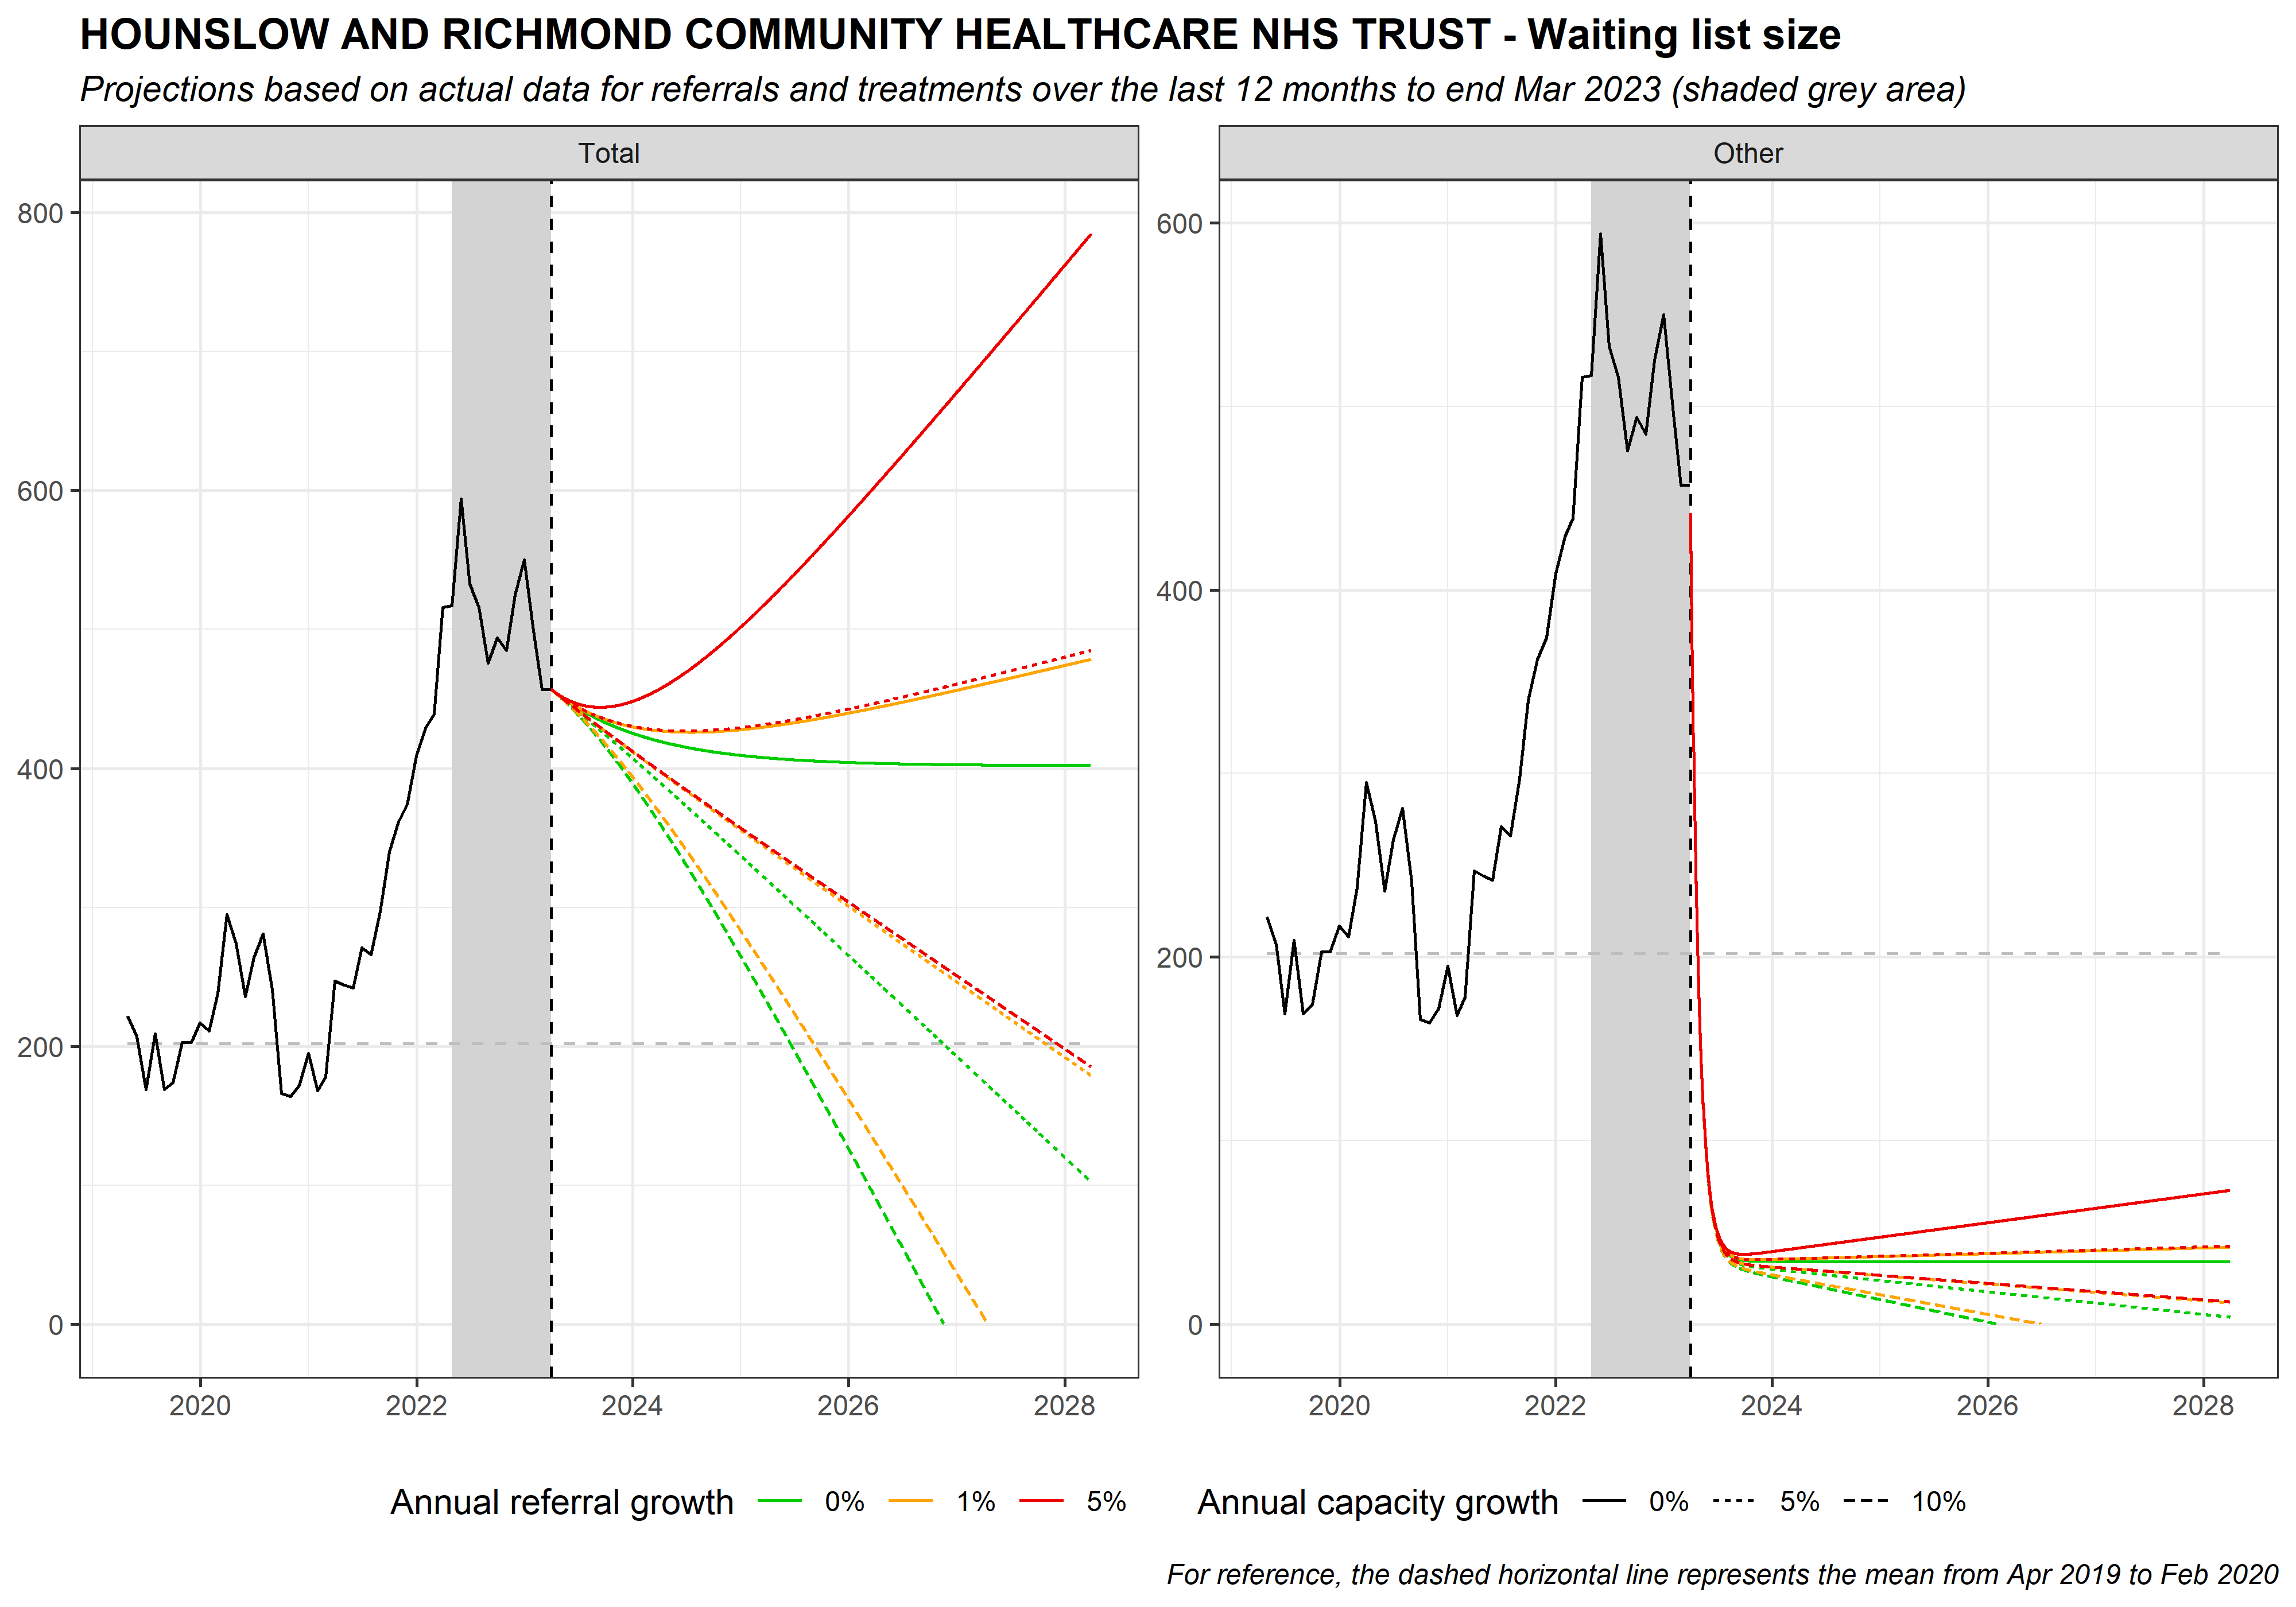 HOUNSLOW AND RICHMOND COMMUNITY HEALTHCARE NHS TRUST - Waiting list size
Projections based on actual data for referrals and treatments over the last 12 months to end Mar 2023 (shaded grey area)
Total
800
600
400
200
0
2020 2022 2024 2026 2028
Other
600
400
200
0
2020 2022 2024 2026 2028
Annual referral growth 0% 1% 5%
Annual capacity growth 0% 5% 10%
For reference, the dashed horizontal line represents the mean from Apr 2019 to Feb 2020